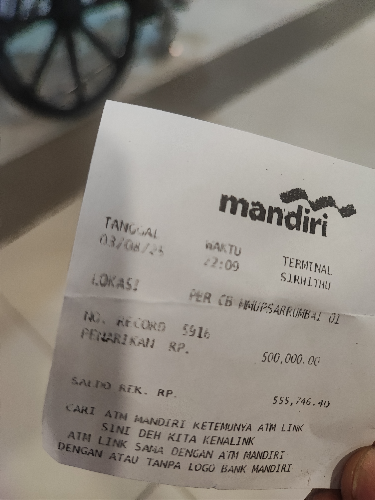 mandiri
TANGGAL WAKTU TERMINAL
03/08/25 22:09
LOKASI PER CB
NO. RECORD 5916
PENARIKAN RP. 500,000.00
SALDO REK. RP. 555,746.40
CARI ATM MANDIRI KETEMUNYA ATM LINK
SINI DEH KITA KENALINK
ATM LINK SAMA DENGAN ATM MANDIRI
DENGAN ATAU TANPA LOGO BANK MANDIRI